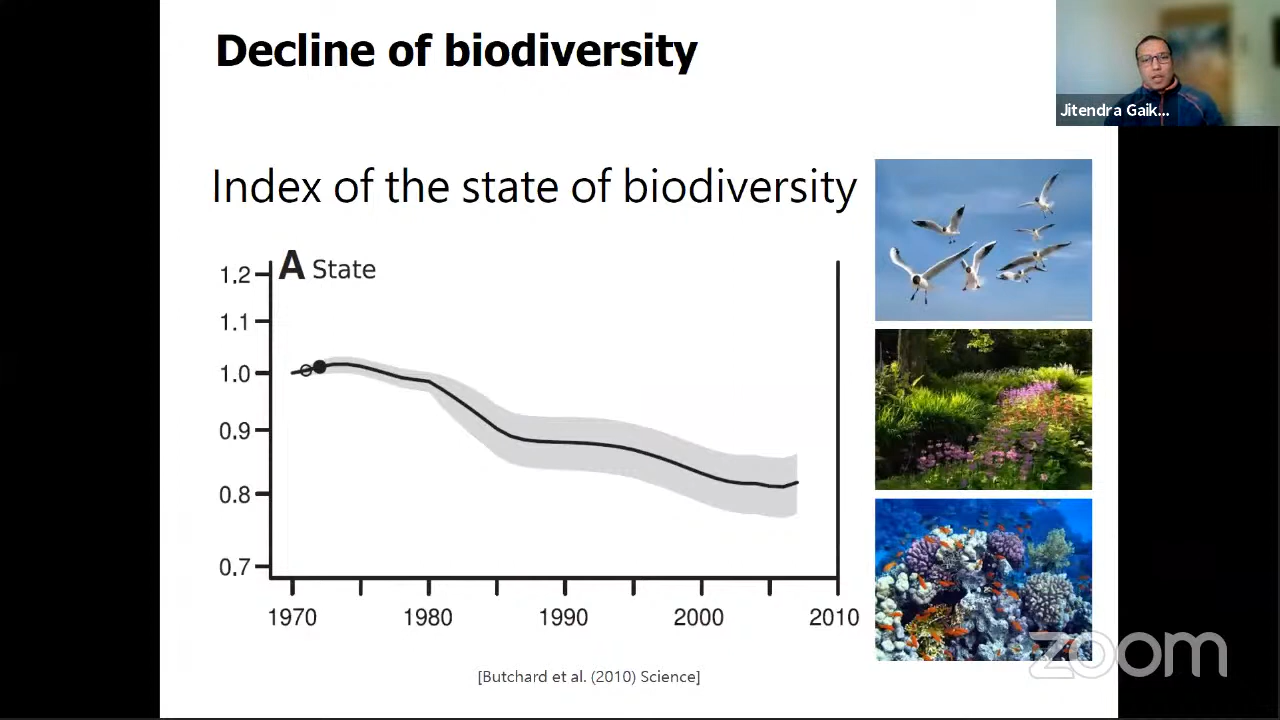 Decline of biodiversity
Jitendra Gaik...
Index of the state of biodiversity
A State
1.2
1.1
1.0
0.9
0.8
0.7
1970 1980 1990 2000 2010
[Butchard et al. (2010) Science]
zoom